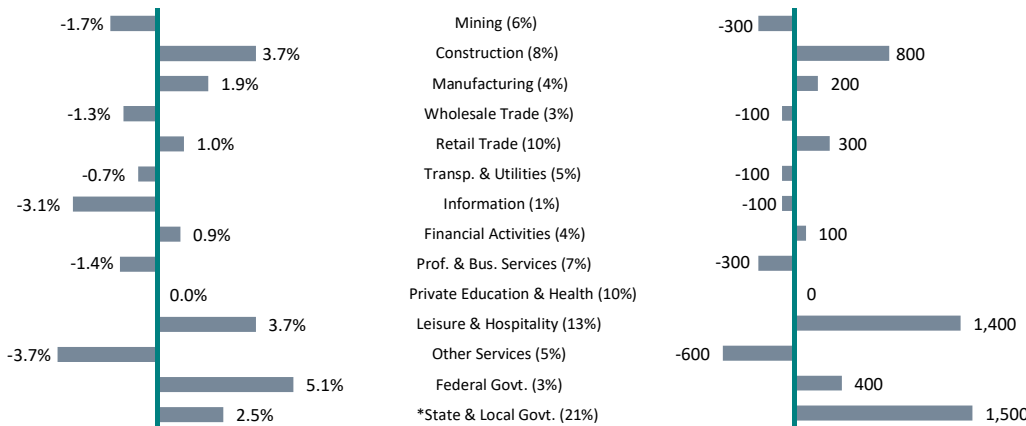 -1.7% Mining (6%) -300
3.7% Construction (8%) 800
1.9% Manufacturing (4%) 200
-1.3% Wholesale Trade (3%) -100
1.0% Retail Trade (10%) 300
-0.7% Transp. & Utilities (5%) -100
-3.1% Information (1%) -100
0.9% Financial Activities (4%) 100
-1.4% Prof. & Bus. Services (7%) -300
0.0% Private Education & Health (10%) 0
3.7% Leisure & Hospitality (13%) 1,400
-3.7% Other Services (5%) -600
5.1% Federal Govt. (3%) 400
2.5% *State & Local Govt. (21%) 1,500